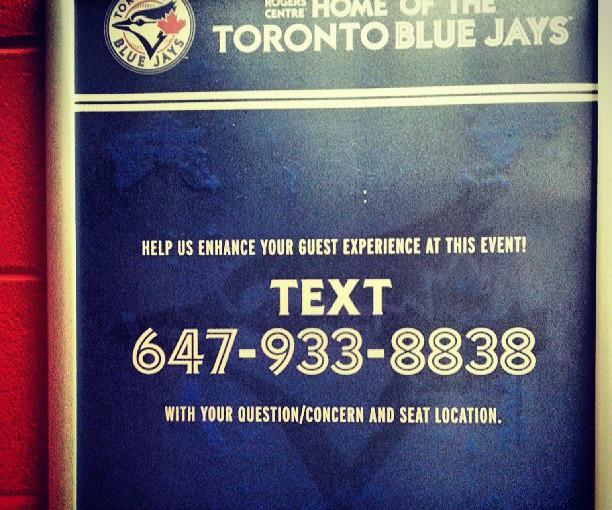 TORON
BLUE JAYS
ROGERS
CENTRE HOME OF THE
TORONTO BLUE JAYS
HELP US ENHANCE YOUR GUEST EXPERIENCE AT THIS EVENT!
TEXT
647-933-8838
WITH YOUR QUESTION/CONCERN AND SEAT LOCATION.